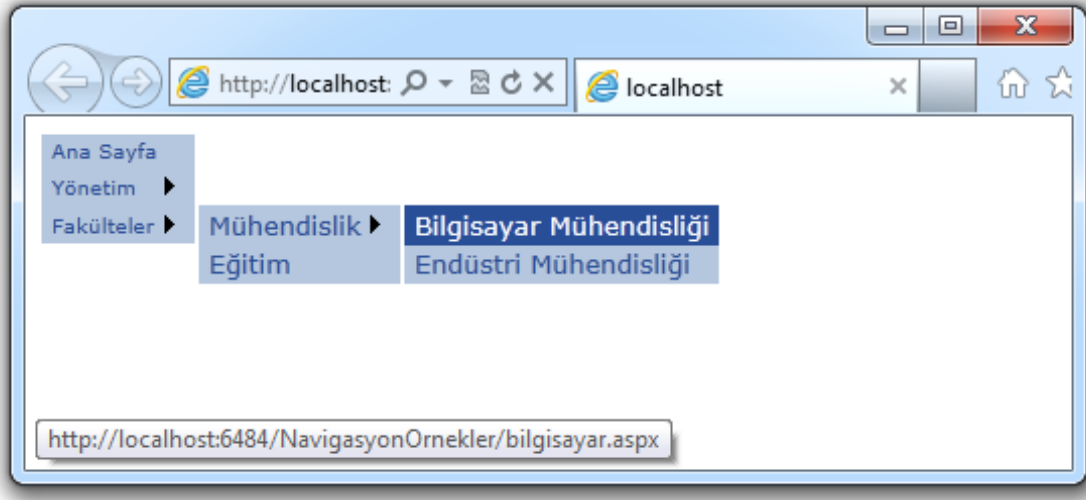 http://localhost:
localhost
Ana Sayfa
Yönetim
Fakülteler
Mühendislik
Bilgisayar Mühendisliği
Eğitim
Endüstri Mühendisliği
http://localhost:6484/NavigasyonOrnekler/bilgisayar.aspx